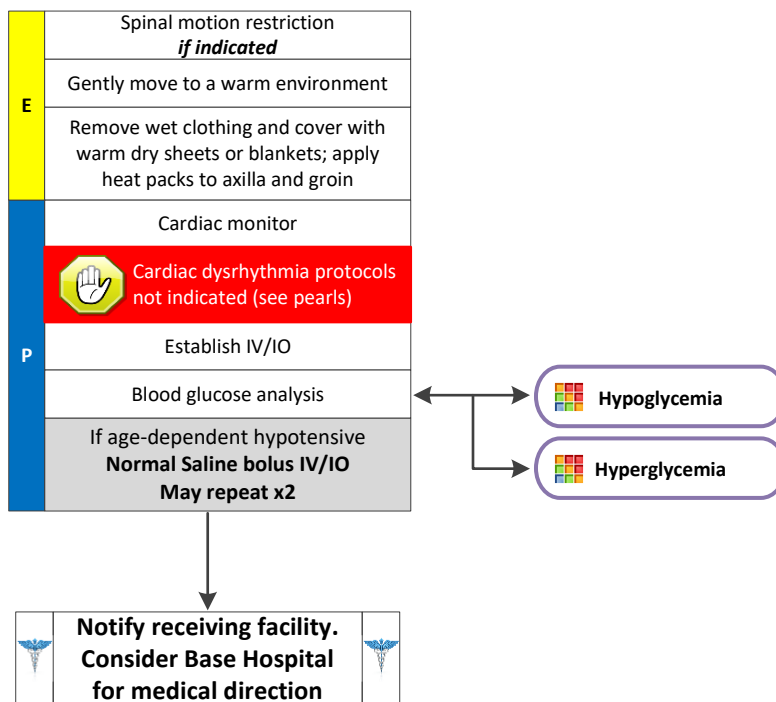 Spinal motion restriction
if indicated
E
Gently move to a warm environment
Remove wet clothing and cover with
warm dry sheets or blankets; apply
heat packs to axilla and groin
P
Cardiac monitor
Cardiac dysrhythmia protocols
not indicated (see pearls)
Establish IV/IO
Blood glucose analysis
Hypoglycemia
Hyperglycemia
If age-dependent hypotensive
Normal Saline bolus IV/IO
May repeat x2
Notify receiving facility.
Consider Base Hospital
for medical direction